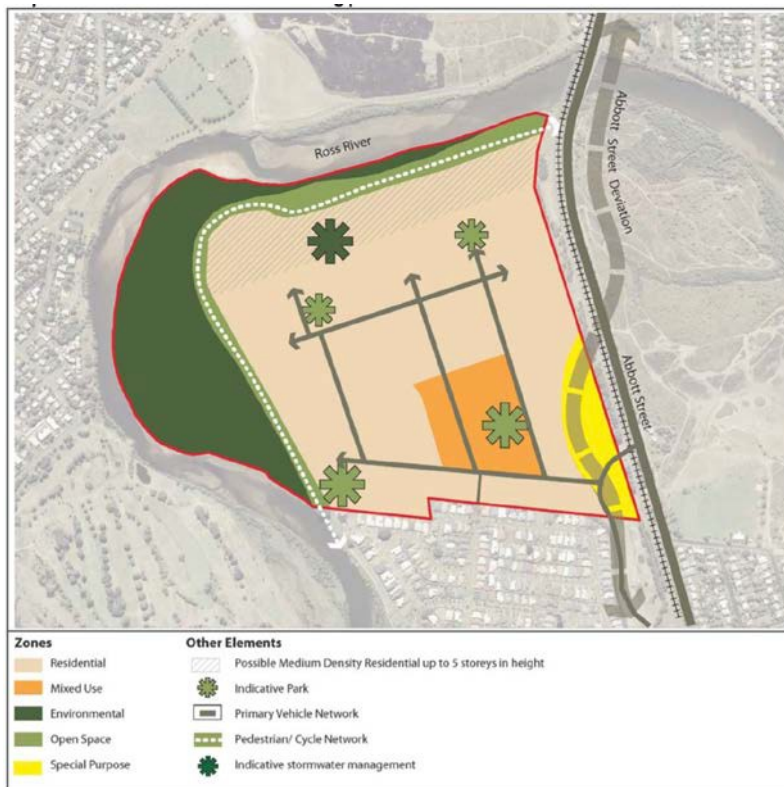 Ross River
Abbott Street Deviation
Abbott Street
Zones
Residential
Mixed Use
Environmental
Open Space
Special Purpose
Other Elements
Possible Medium Density Residential up to 5 storeys in height
Indicative Park
Primary Vehicle Network
Pedestrian/ Cycle Network
Indicative stormwater management